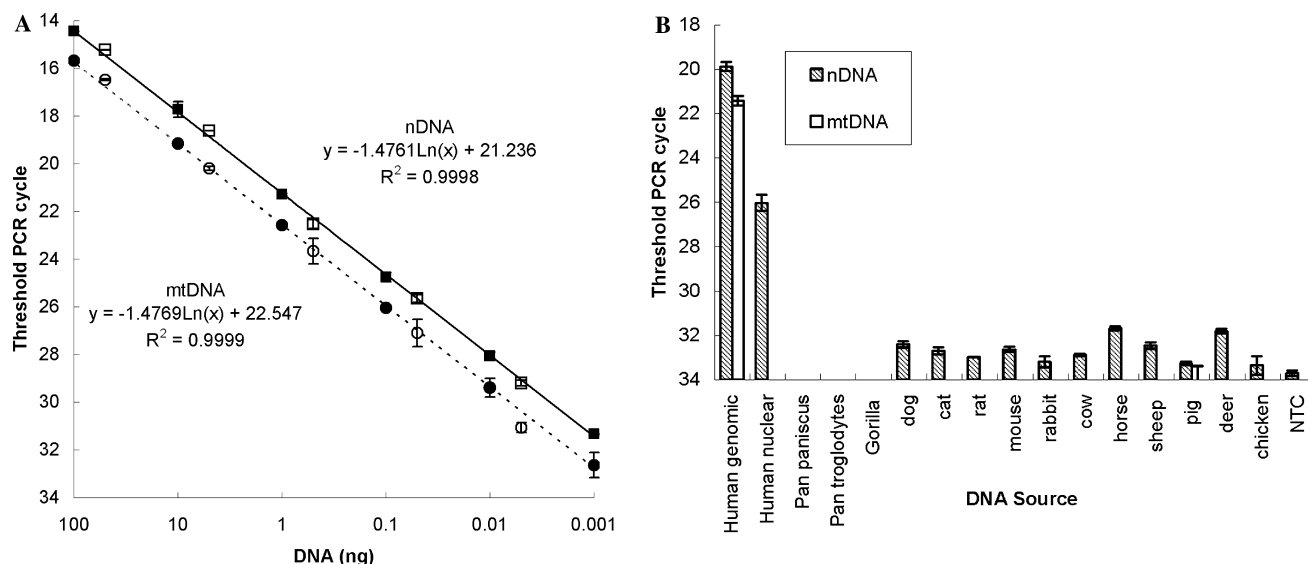 A
Threshold PCR cycle
14
16
18
20
22
24
26
28
30
32
34
nDNA
y = -1.4761Ln(x) + 21.236
R² = 0.9998
mtDNA
y = -1.4769Ln(x) + 22.547
R² = 0.9999
100
10
1
0.1
0.01
0.001
DNA (ng)
B
Threshold PCR cycle
18
20
22
24
26
28
30
32
34
nDNA
mtDNA
Human genomic
Human nuclear
Pan paniscus
Pan troglodytes
Gorilla
dog
cat
rat
mouse
rabbit
cow
horse
sheep
pig
deer
chicken
NTC
DNA Source